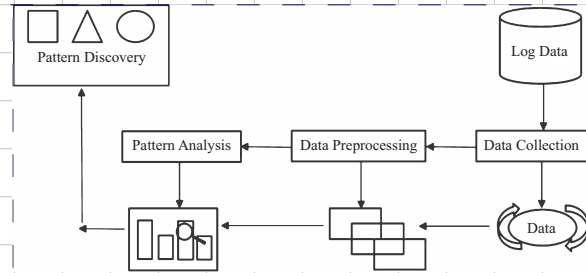 Pattern Discovery
Log Data
Pattern Analysis
Data Preprocessing
Data Collection
Data